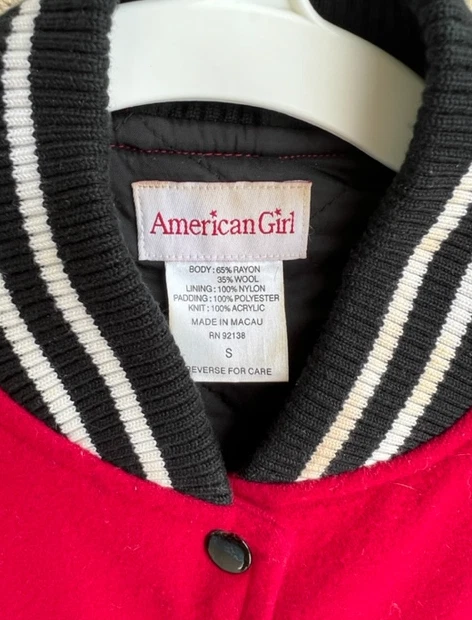 American Girl
BODY: 65% RAYON
35% WOOL
LINING: 100% NYLON
PADDING: 100% POLYESTER
KNIT: 100% ACRYLIC
MADE IN MACAU
RN 92138
S
REVERSE FOR CARE